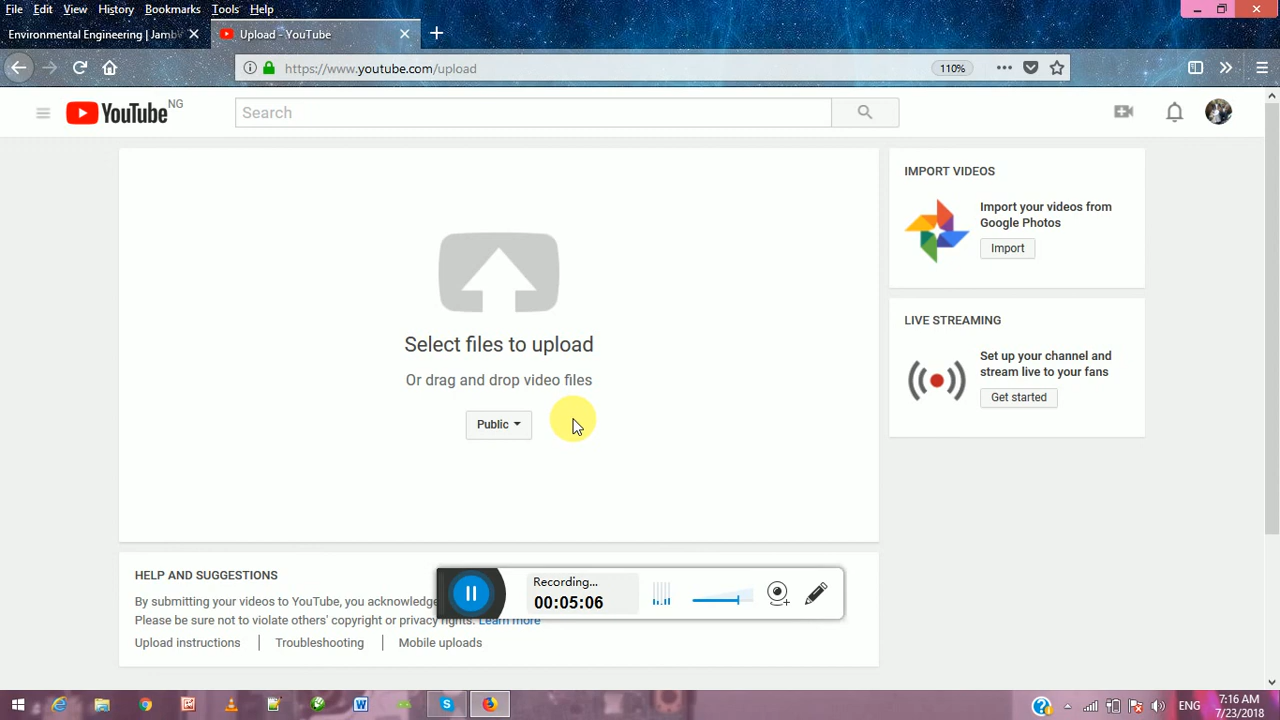 File Edit View History Bookmarks Tools Help
Environmental Engineering | Jamb
Upload - YouTube
https://www.youtube.com/upload
110%
YouTube NG
Search
IMPORT VIDEOS
Import your videos from
Google Photos
Import
Select files to upload
Or drag and drop video files
Public
LIVE STREAMING
Set up your channel and
stream live to your fans
Get started
HELP AND SUGGESTIONS
By submitting your videos to YouTube, you acknowledge
Please be sure not to violate others' copyright or privacy rights. Learn more
Upload instructions Troubleshooting Mobile uploads
Recording...
00:05:06
ENG
7:16 AM
7/23/2018